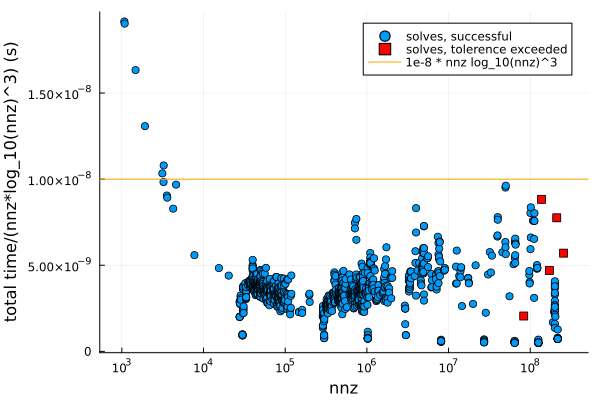 solves, successful
solves, tolerence exceeded
1e-8 * nnz log_10(nnz)^3
total time/(nnz*log_10(nnz)^3) (s)
1.50×10⁻⁸
1.00×10⁻⁸
5.00×10⁻⁹
0
10³ 10⁴ 10⁵ 10⁶ 10⁷ 10⁸
nnz